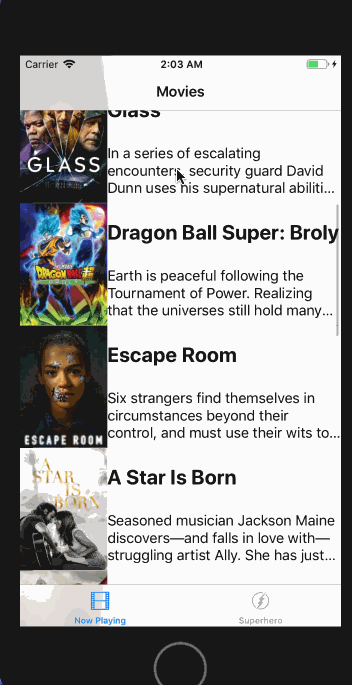 Carrier 2:03 AM
Movies
Glass
In a series of escalating
encounters, security guard David
Dunn uses his supernatural abiliti...
GLASS
Dragon Ball Super: Broly
Earth is peaceful following the
Tournament of Power. Realizing
that the universes still hold many...
DRAGONBALL
Escape Room
Six strangers find themselves in
circumstances beyond their
control, and must use their wits to...
ESCAPE ROOM
A Star Is Born
Seasoned musician Jackson Maine
discovers—and falls in love with—
struggling artist Ally. She has just...
A
STAR
IS
BORN
Now Playing Superhero